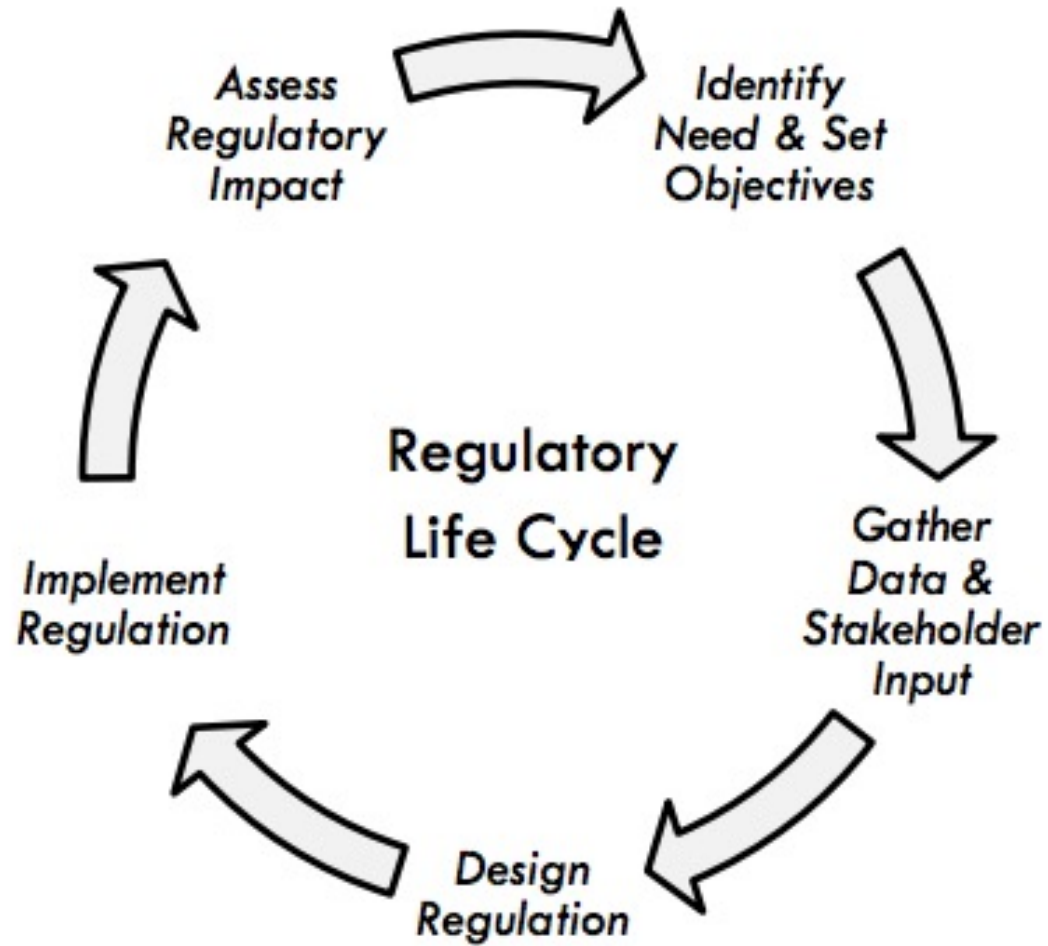 Assess
Regulatory
Impact
Identify
Need & Set
Objectives
Regulatory
Life Cycle
Gather
Data &
Stakeholder
Input
Implement
Regulation
Design
Regulation